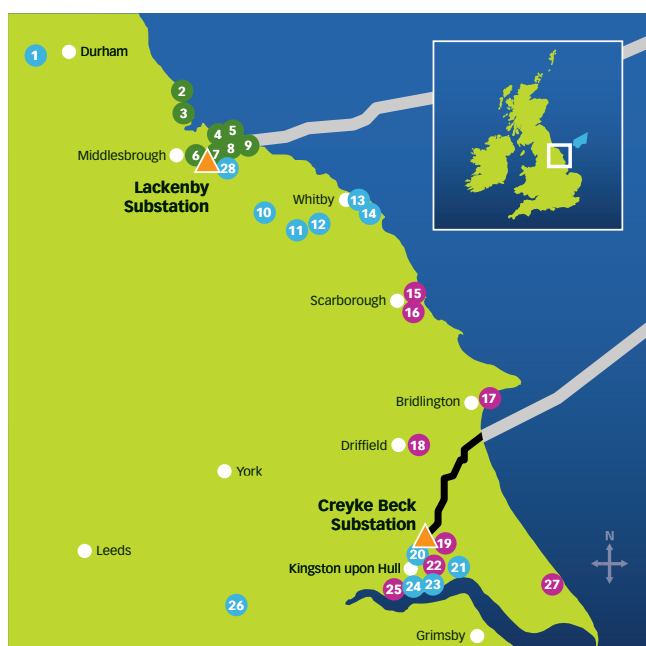 1
Durham
2
3
4
5
Middlesbrough
6
7
8
9
28
Lackenby
Substation
10
11
12
Whitby
13
14
Scarborough
15
16
Bridlington
17
Driffield
18
York
Creyke Beck
Substation
19
Leeds
20
N
Kingston upon Hull
22
21
25
24
23
27
26
Grimsby